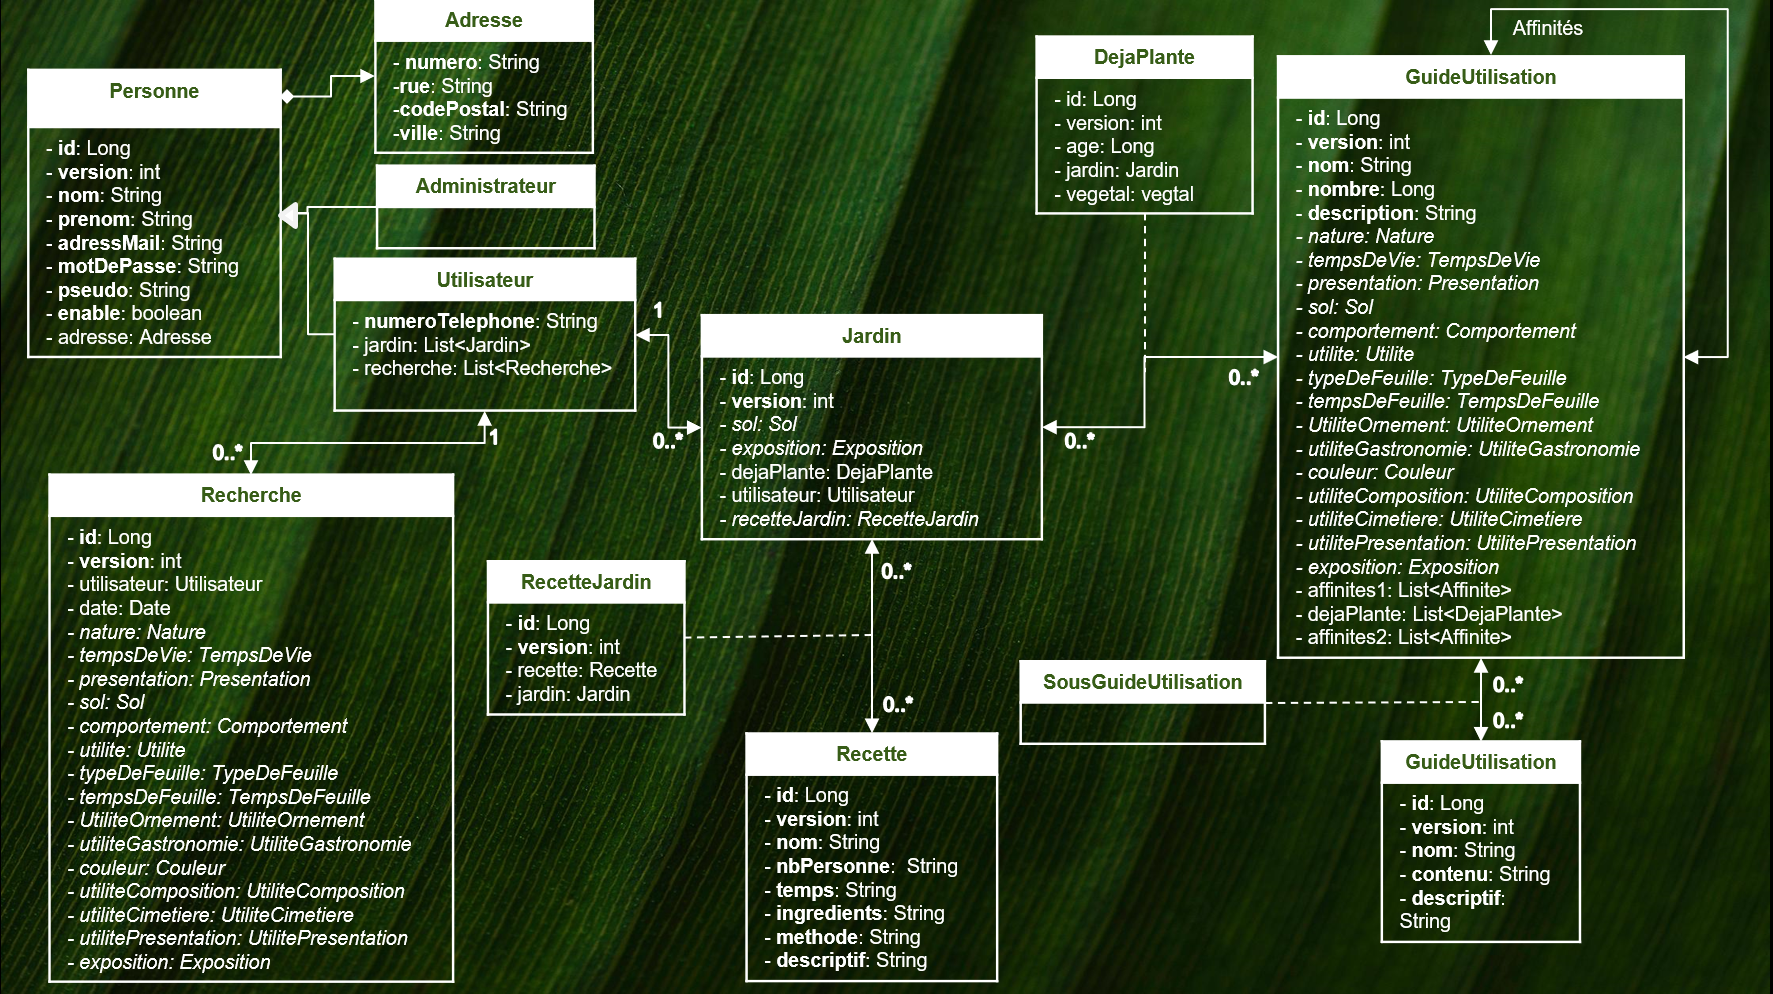 Adresse
- numero: String
-rue: String
-codePostal: String
-ville: String
Personne
- id: Long
- version: int
- nom: String
- prenom: String
- adressMail: String
- motDePasse: String
- pseudo: String
- enable: boolean
- adresse: Adresse
Administrateur
Utilisateur
- numeroTelephone: String
- jardin: List<Jardin>
- recherche: List<Recherche>
1
0..*
1
0..*
Recherche
- id: Long
- version: int
- utilisateur: Utilisateur
- date: Date
- nature: Nature
- tempsDeVie: TempsDeVie
- presentation: Presentation
- sol: Sol
- comportement: Comportement
- utilite: Utilite
- typeDeFeuille: TypeDeFeuille
- tempsDeFeuille: TempsDeFeuille
- UtiliteOrnement: UtiliteOrnement
- utiliteGastronomie: UtiliteGastronomie
- couleur: Couleur
- utiliteComposition: UtiliteComposition
- utiliteCimetiere: UtiliteCimetiere
- utilitePresentation: UtilitePresentation
- exposition: Exposition
Jardin
- id: Long
- version: int
- sol: Sol
- exposition: Exposition
- dejaPlante: DejaPlante
- utilisateur: Utilisateur
- recetteJardin: RecetteJardin
0..*
0..*
RecetteJardin
- id: Long
- version: int
- recette: Recette
- jardin: Jardin
0..*
0..*
Recette
- id: Long
- version: int
- nom: String
- nbPersonne: String
- temps: String
- ingredients: String
- methode: String
- descriptif: String
DejaPlante
- id: Long
- version: int
- age: Long
- jardin: Jardin
- vegetal: vegtal
Affinités
GuideUtilisation
- id: Long
- version: int
- nom: String
- nombre: Long
- description: String
- nature: Nature
- tempsDeVie: TempsDeVie
- presentation: Presentation
- sol: Sol
- comportement: Comportement
- utilite: Utilite
- typeDeFeuille: TypeDeFeuille
- tempsDeFeuille: TempsDeFeuille
- UtiliteOrnement: UtiliteOrnement
- utiliteGastronomie: UtiliteGastronomie
- couleur: Couleur
- utiliteComposition: UtiliteComposition
- utiliteCimetiere: UtiliteCimetiere
- utilitePresentation: UtilitePresentation
- exposition: Exposition
- affinites1: List<Affinite>
- dejaPlante: List<DejaPlante>
- affinites2: List<Affinite>
SousGuideUtilisation
0..*
0..*
GuideUtilisation
- id: Long
- version: int
- nom: String
- contenu: String
- descriptif:
String